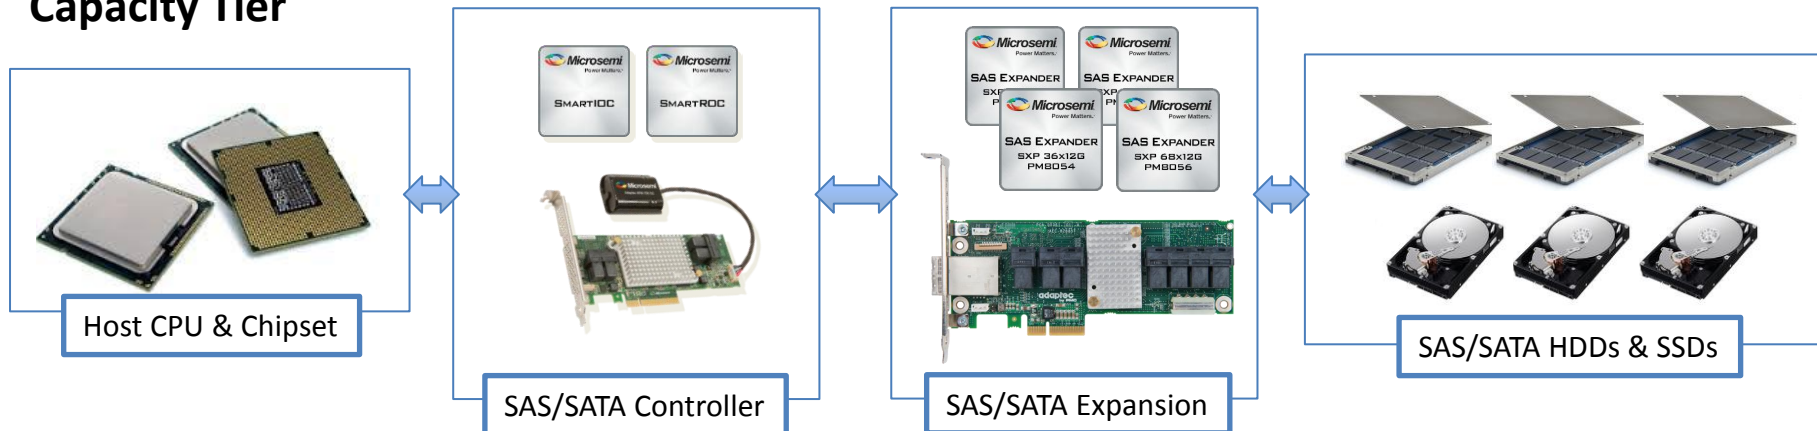 Capacity Tier
Microsemi
Power Matters.
SMARTIOC
Microsemi
Power Matters.
SMARTROC
Microsemi
Power Matters.
SAS EXPANDER
Microsemi
Power Matters.
SAS EXPANDER
Microsemi
Power Matters.
SAS EXPANDER
SXP 36x12G
PM8054
Microsemi
Power Matters.
SAS EXPANDER
SXP 68x12G
PM8056
Microsemi
adaptec
Host CPU & Chipset
SAS/SATA Controller
SAS/SATA Expansion
SAS/SATA HDDs & SSDs